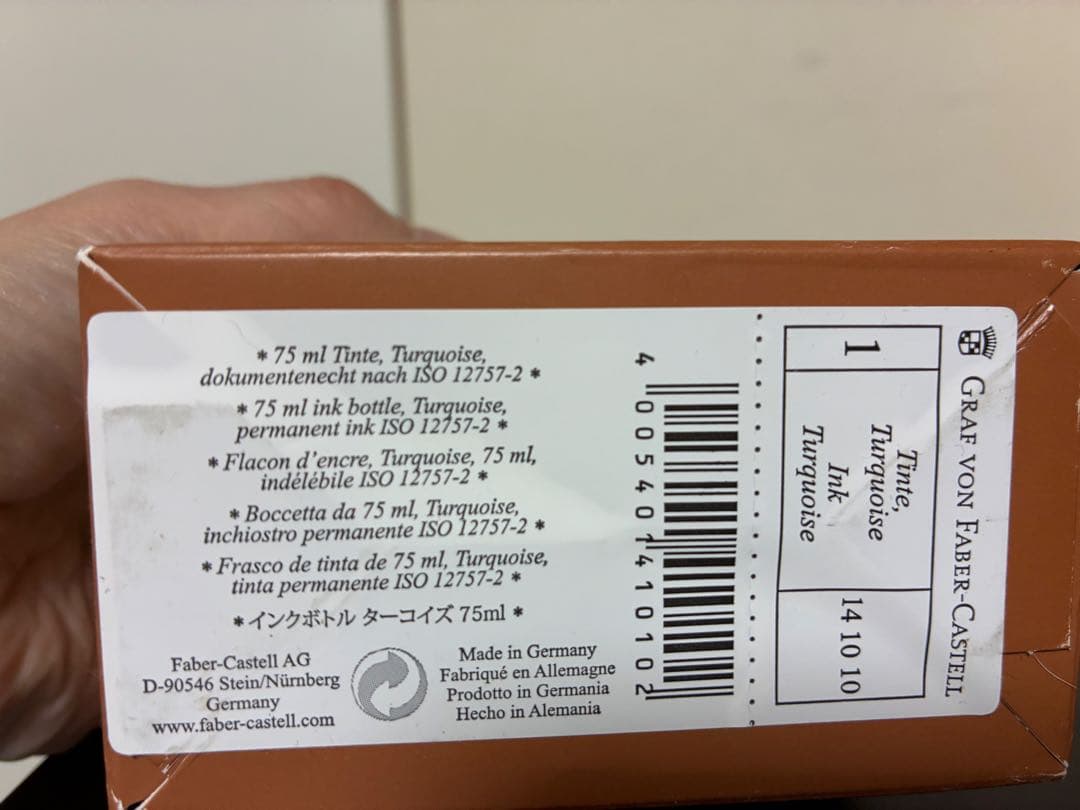 * 75 ml Tinte, Turquoise,
dokumentenecht nach ISO 12757-2 *
* 75 ml ink bottle, Turquoise,
permanent ink ISO 12757-2 *
* Flacon d'encre, Turquoise, 75 ml,
indélébile ISO 12757-2 *
* Boccetta da 75 ml, Turquoise,
inchiostro permanente ISO 12757-2 *
* Frasco de tinta de 75 ml, Turquoise,
tinta permanente ISO 12757-2 *
* インクボトル ターコイズ 75ml *
Faber-Castell AG
D-90546 Stein/Nürnberg
Germany
www.faber-castell.com
Made in Germany
Fabriqué en Allemagne
Prodotto in Germania
Hecho in Alemania
4 005401 410102
GRAF VON FABER-CASTELL
1
Tinte,
Turquoise
Ink
Turquoise
14 10 10